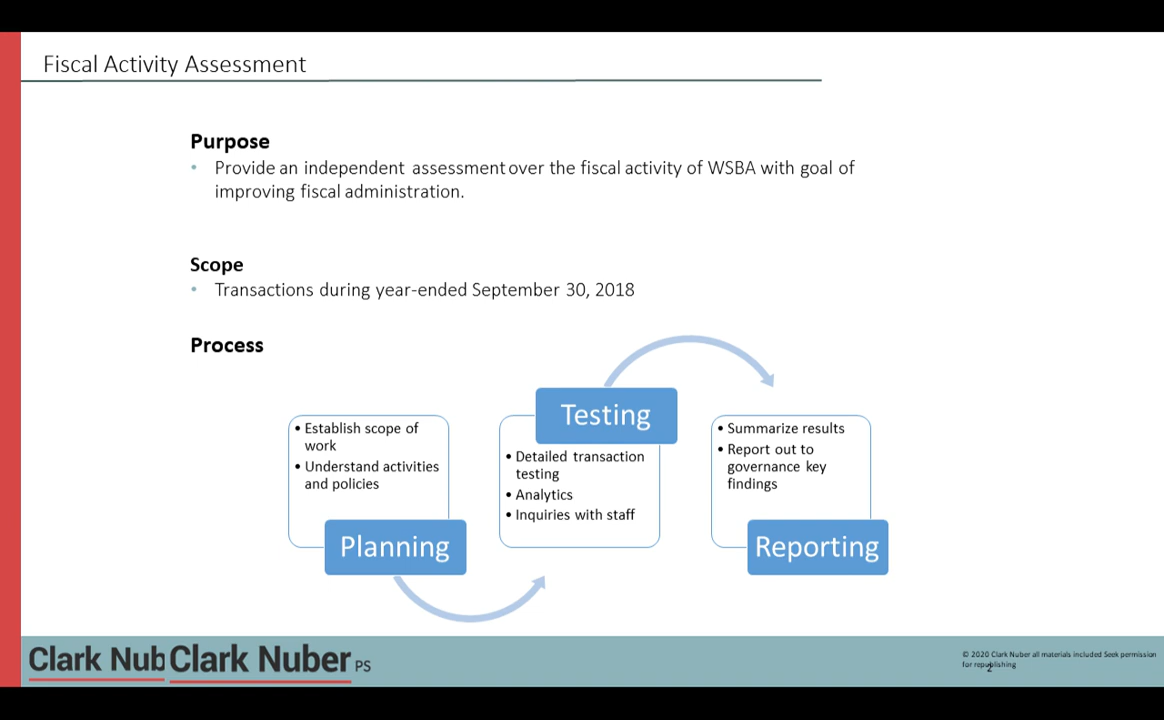 Fiscal Activity Assessment
Purpose
• Provide an independent assessment over the fiscal activity of WSBA with goal of
improving fiscal administration.
Scope
• Transactions during year-ended September 30, 2018
Process
• Establish scope of
work
• Understand activities
and policies
Planning
Testing
• Detailed transaction
testing
• Analytics
• Inquiries with staff
• Summarize results
• Report out to
governance key
findings
Reporting
Clark Nub Clark Nuber PS
© 2020 Clark Nuber all materials included Seek permission
for republishing
2